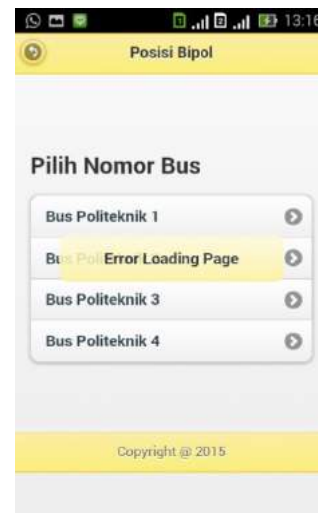 13:16
Posisi Bipol
Pilih Nomor Bus
Bus Politeknik 1
Error Loading Page
Bus Politeknik 3
Bus Politeknik 4
Copyright @ 2015